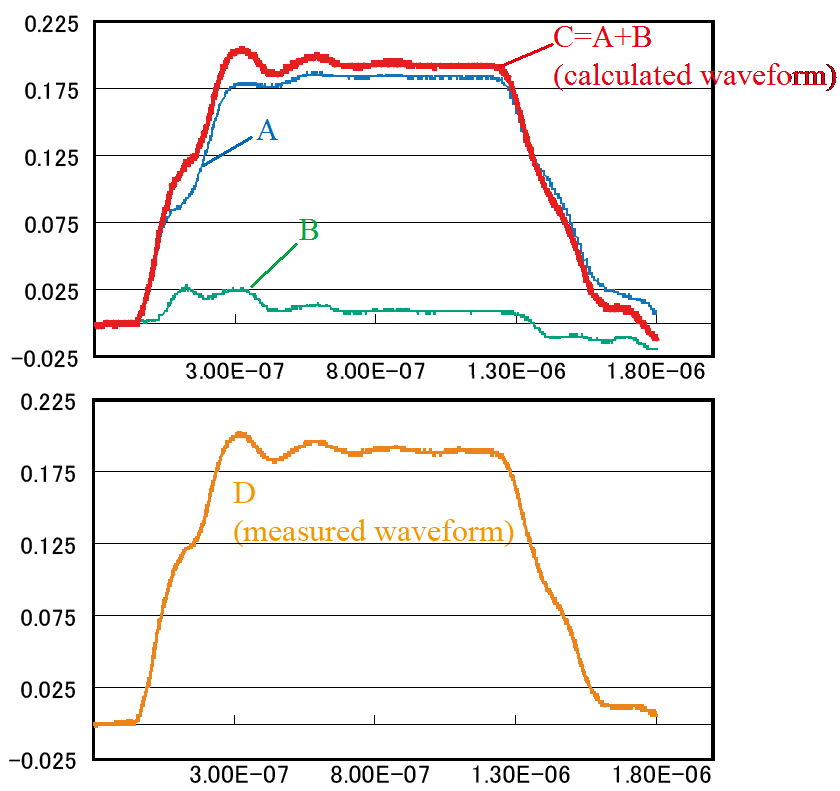 0.225
C=A+B
(calculated waveform)
0.175
A
0.125
0.075
B
0.025
−0.025
3.00E-07 8.00E-07 1.30E-06 1.80E-06
0.225
0.175
D
(measured waveform)
0.125
0.075
0.025
-0.025
3.00E-07 8.00E-07 1.30E-06 1.80E-06